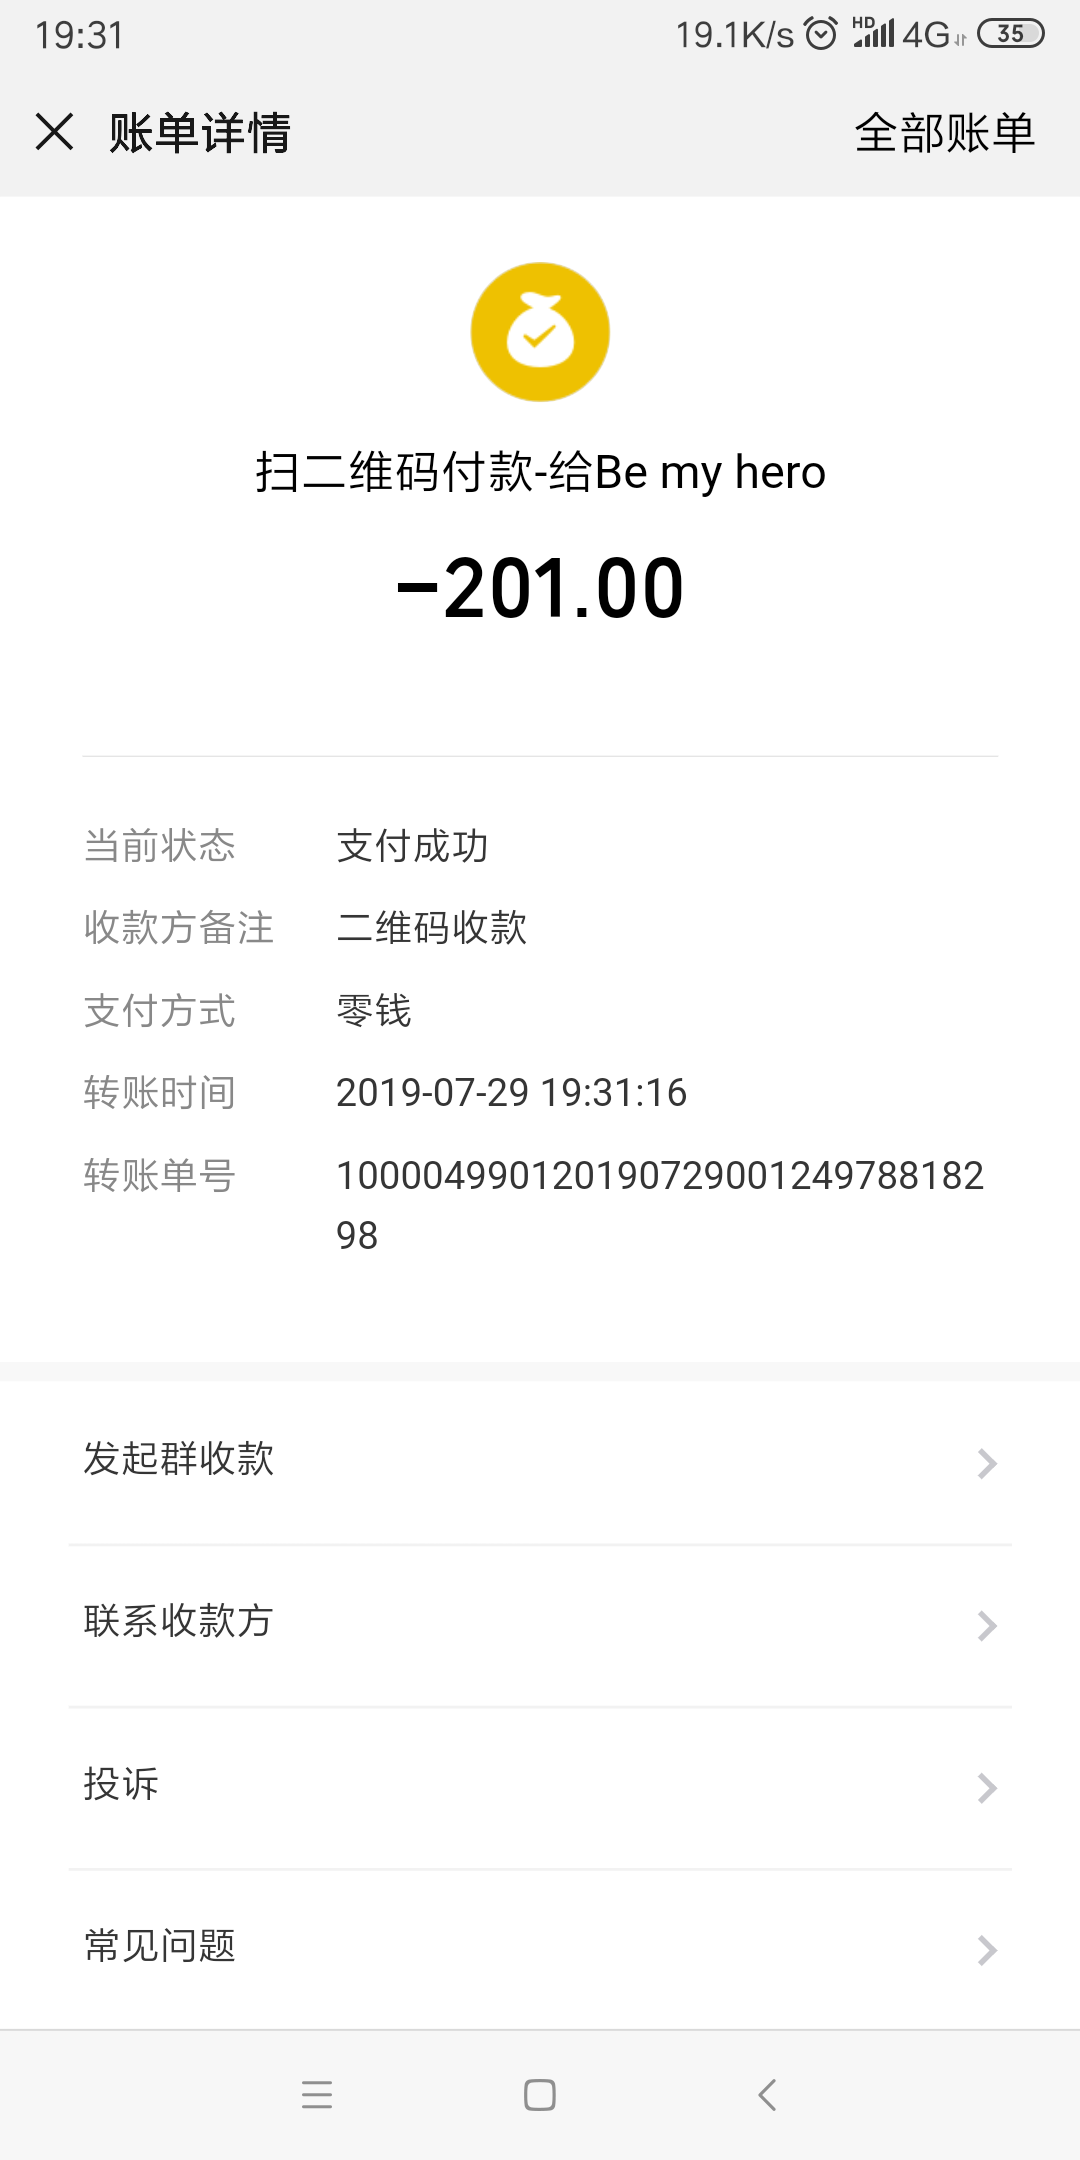 19:31 19.1K/s HD 4G 35
账单详情 全部账单
扫二维码付款-给Be my hero
-201.00
当前状态 支付成功
收款方备注 二维码收款
支付方式 零钱
转账时间 2019-07-29 19:31:16
转账单号 100004990120190729001249788182
98
发起群收款
联系收款方
投诉
常见问题